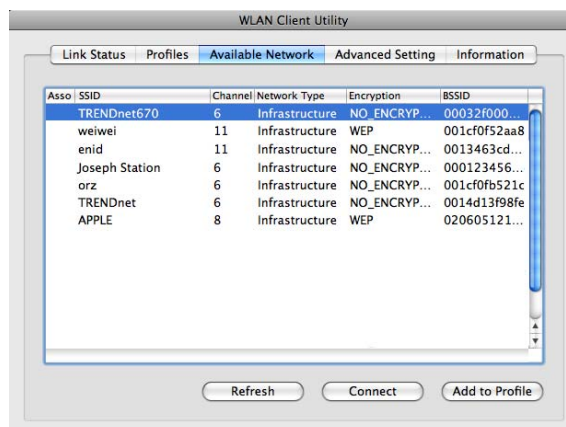 WLAN Client Utility
Link Status Profiles Available Network Advanced Setting Information
Asso SSID Channel Network Type Encryption BSSID
TRENDnet670 6 Infrastructure NO_ENCRYP... 00032f000...
weiwei 11 Infrastructure WEP 001cf0f52aa8
enid 11 Infrastructure NO_ENCRYP... 0013463cd...
Joseph Station 6 Infrastructure NO_ENCRYP... 000123456...
orz 6 Infrastructure NO_ENCRYP... 001cf0fb521c
TRENDnet 6 Infrastructure NO_ENCRYP... 0014d13f98fe
APPLE 8 Infrastructure WEP 020605121...
Refresh Connect Add to Profile